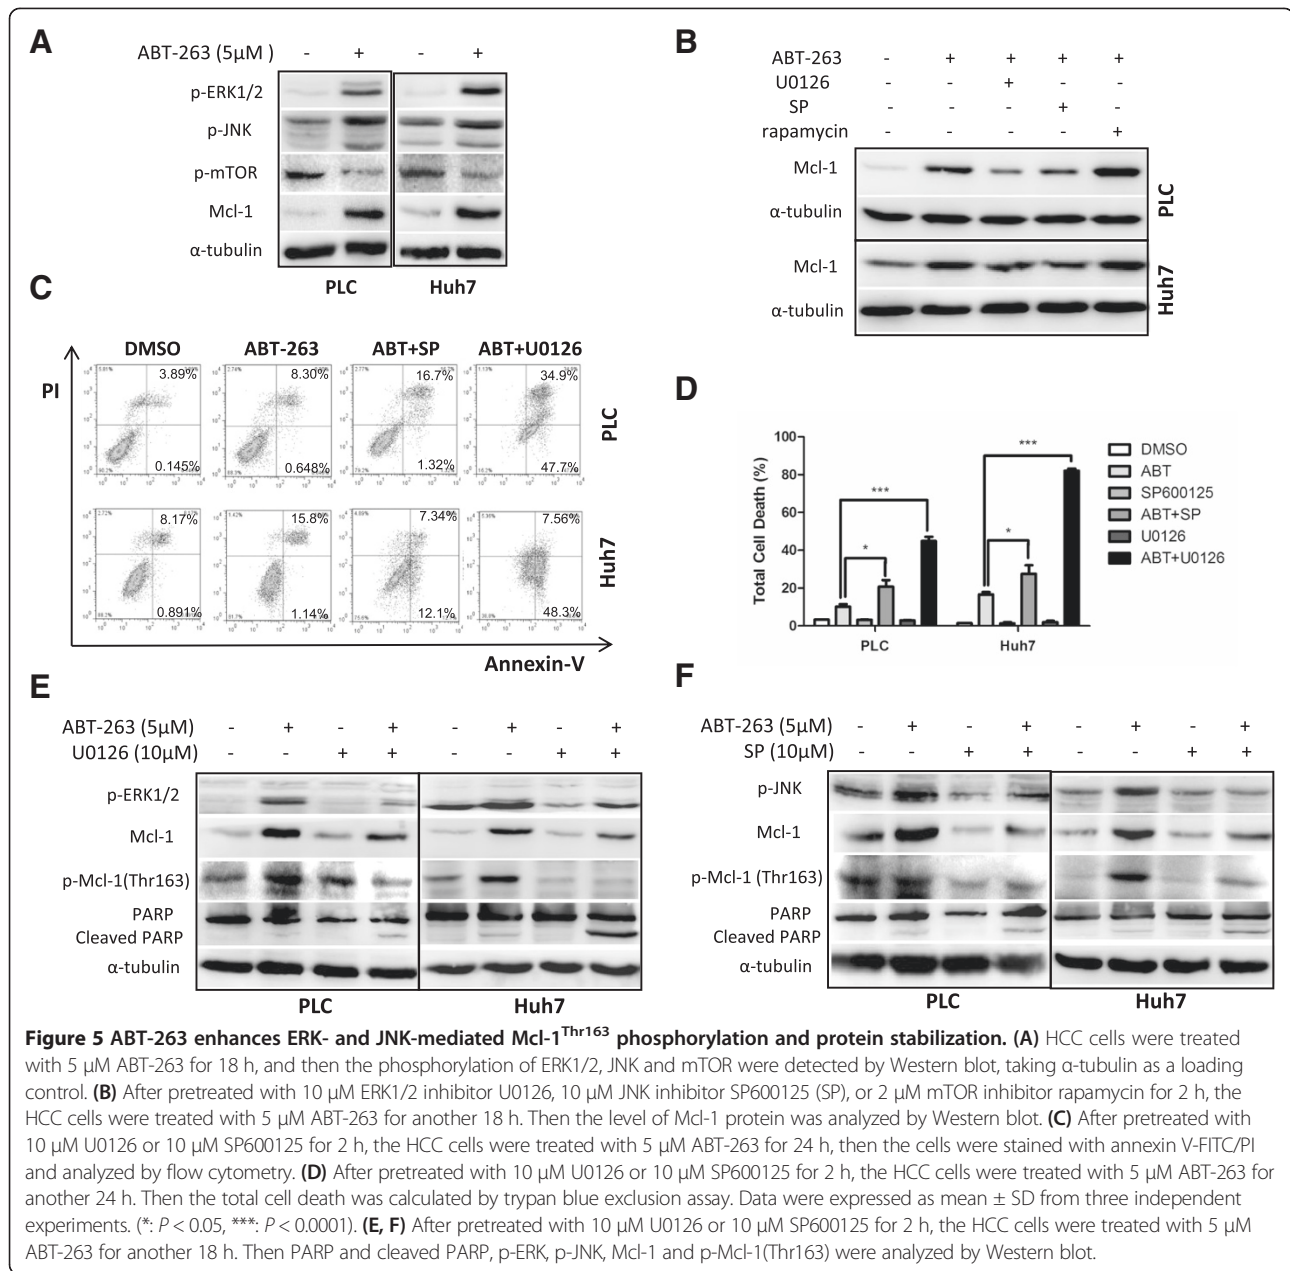 A
ABT-263 (5µM ) - + - +
p-ERK1/2
p-JNK
p-mTOR
Mcl-1
α-tubulin
PLC Huh7
B
ABT-263 - + + + +
U0126 - - + - -
SP - - - + -
rapamycin - - - - +
Mcl-1
α-tubulin
PLC
Mcl-1
α-tubulin
Huh7
C
DMSO ABT-263 ABT+SP ABT+U0126
PI
3.89% 8.30% 16.7% 34.9%
0.145% 0.648% 1.32% 47.7%
PLC
8.17% 15.8% 7.34% 7.56%
0.891% 1.14% 12.1% 48.3%
Huh7
Annexin-V
D
Total Cell Death (%)
100
80
60
40
20
0
*** * *** *
PLC Huh7
DMSO
ABT
SP600125
ABT+SP
U0126
ABT+U0126
E
ABT-263 (5µM) - + - + - + - +
U0126 (10µM) - - + + - - + +
p-ERK1/2
Mcl-1
p-Mcl-1(Thr163)
PARP
Cleaved PARP
α-tubulin
PLC Huh7
F
ABT-263 (5µM) - + - + - + - +
SP (10µM) - - + + - - + +
p-JNK
Mcl-1
p-Mcl-1 (Thr163)
PARP
Cleaved PARP
α-tubulin
PLC Huh7
Figure 5 ABT-263 enhances ERK- and JNK-mediated Mcl-1Thr163 phosphorylation and protein stabilization. (A) HCC cells were treated
with 5 µM ABT-263 for 18 h, and then the phosphorylation of ERK1/2, JNK and mTOR were detected by Western blot, taking α-tubulin as a loading
control. (B) After pretreated with 10 µM ERK1/2 inhibitor U0126, 10 µM JNK inhibitor SP600125 (SP), or 2 µM mTOR inhibitor rapamycin for 2 h, the
HCC cells were treated with 5 µM ABT-263 for another 18 h. Then the level of Mcl-1 protein was analyzed by Western blot. (C) After pretreated with
10 µM U0126 or 10 µM SP600125 for 2 h, the HCC cells were treated with 5 µM ABT-263 for 24 h, then the cells were stained with annexin V-FITC/PI
and analyzed by flow cytometry. (D) After pretreated with 10 µM U0126 or 10 µM SP600125 for 2 h, the HCC cells were treated with 5 µM ABT-263 for
another 24 h. Then the total cell death was calculated by trypan blue exclusion assay. Data were expressed as mean ± SD from three independent
experiments. (*: P < 0.05, ***: P < 0.0001). (E, F) After pretreated with 10 µM U0126 or 10 µM SP600125 for 2 h, the HCC cells were treated with 5 µM
ABT-263 for another 18 h. Then PARP and cleaved PARP, p-ERK, p-JNK, Mcl-1 and p-Mcl-1(Thr163) were analyzed by Western blot.